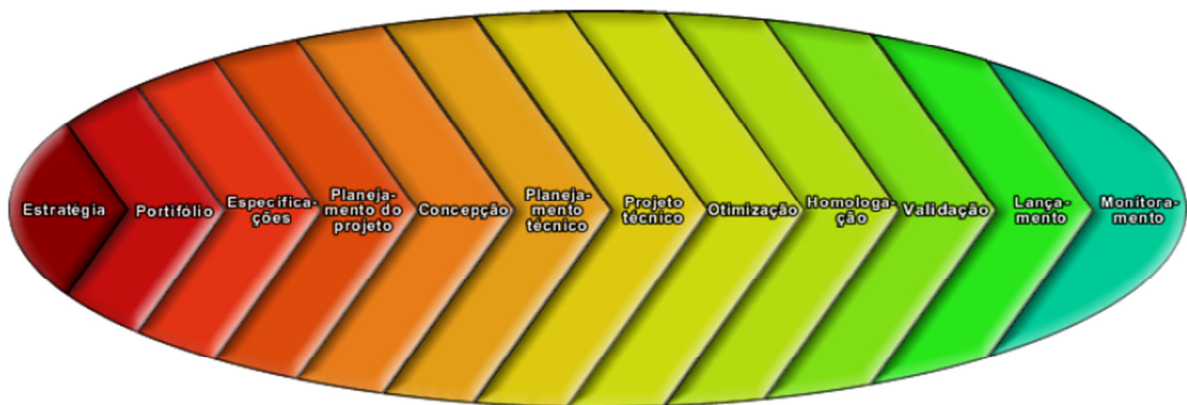 Estratégia
Portifólio
Especifica-
ções
Planeja-
mento do
projeto
Concepção
Planeja-
mento
técnico
Projeto
técnico
Otimização
Homologa-
ção
Validação
Lança-
mento
Monitora-
mento